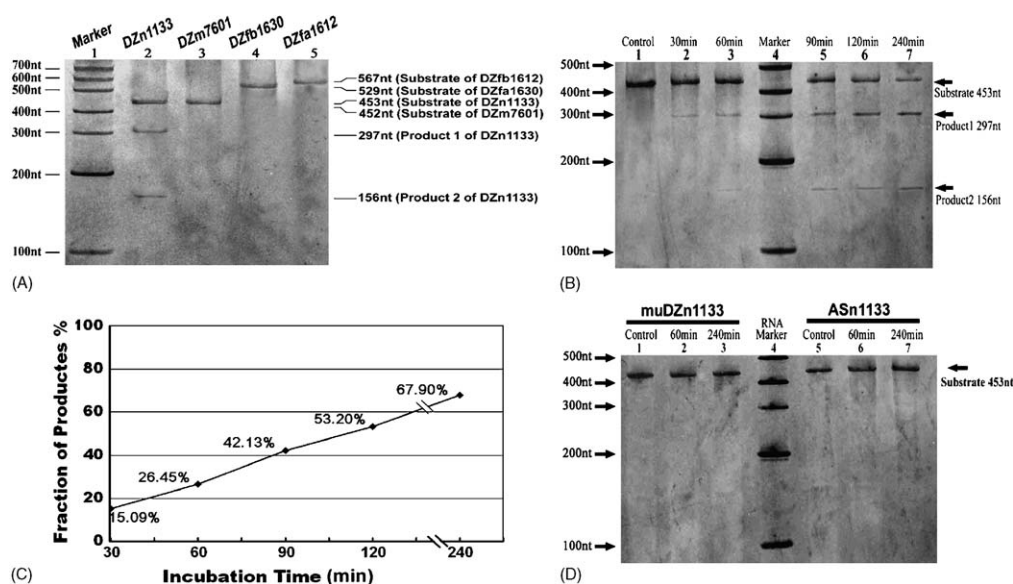 Marker DZn1133 DZm7601 DZfb1630 DZfa1612
1 2 3 4 5
700nt
600nt
500nt
400nt
300nt
200nt
100nt
567nt (Substrate of DZfb1612)
529nt (Substrate of DZfa1630)
453nt (Substrate of DZn1133)
452nt (Substrate of DZm7601)
297nt (Product 1 of DZn1133)
156nt (Product 2 of DZn1133)
(A)
Control 30min 60min Marker 90min 120min 240min
1 2 3 4 5 6 7
500nt
400nt
300nt
200nt
100nt
Substrate 453nt
Product1 297nt
Product2 156nt
(B)
Fraction of Productes %
100
80
60
40
20
0
15.09%
26.45%
42.13%
53.20%
67.90%
30 60 90 120 240
Incubation Time (min)
(C)
muDZn1133 ASn1133
Control 60min 240min RNA Marker Control 60min 240min
1 2 3 4 5 6 7
500nt
400nt
300nt
200nt
100nt
Substrate 453nt
(D)